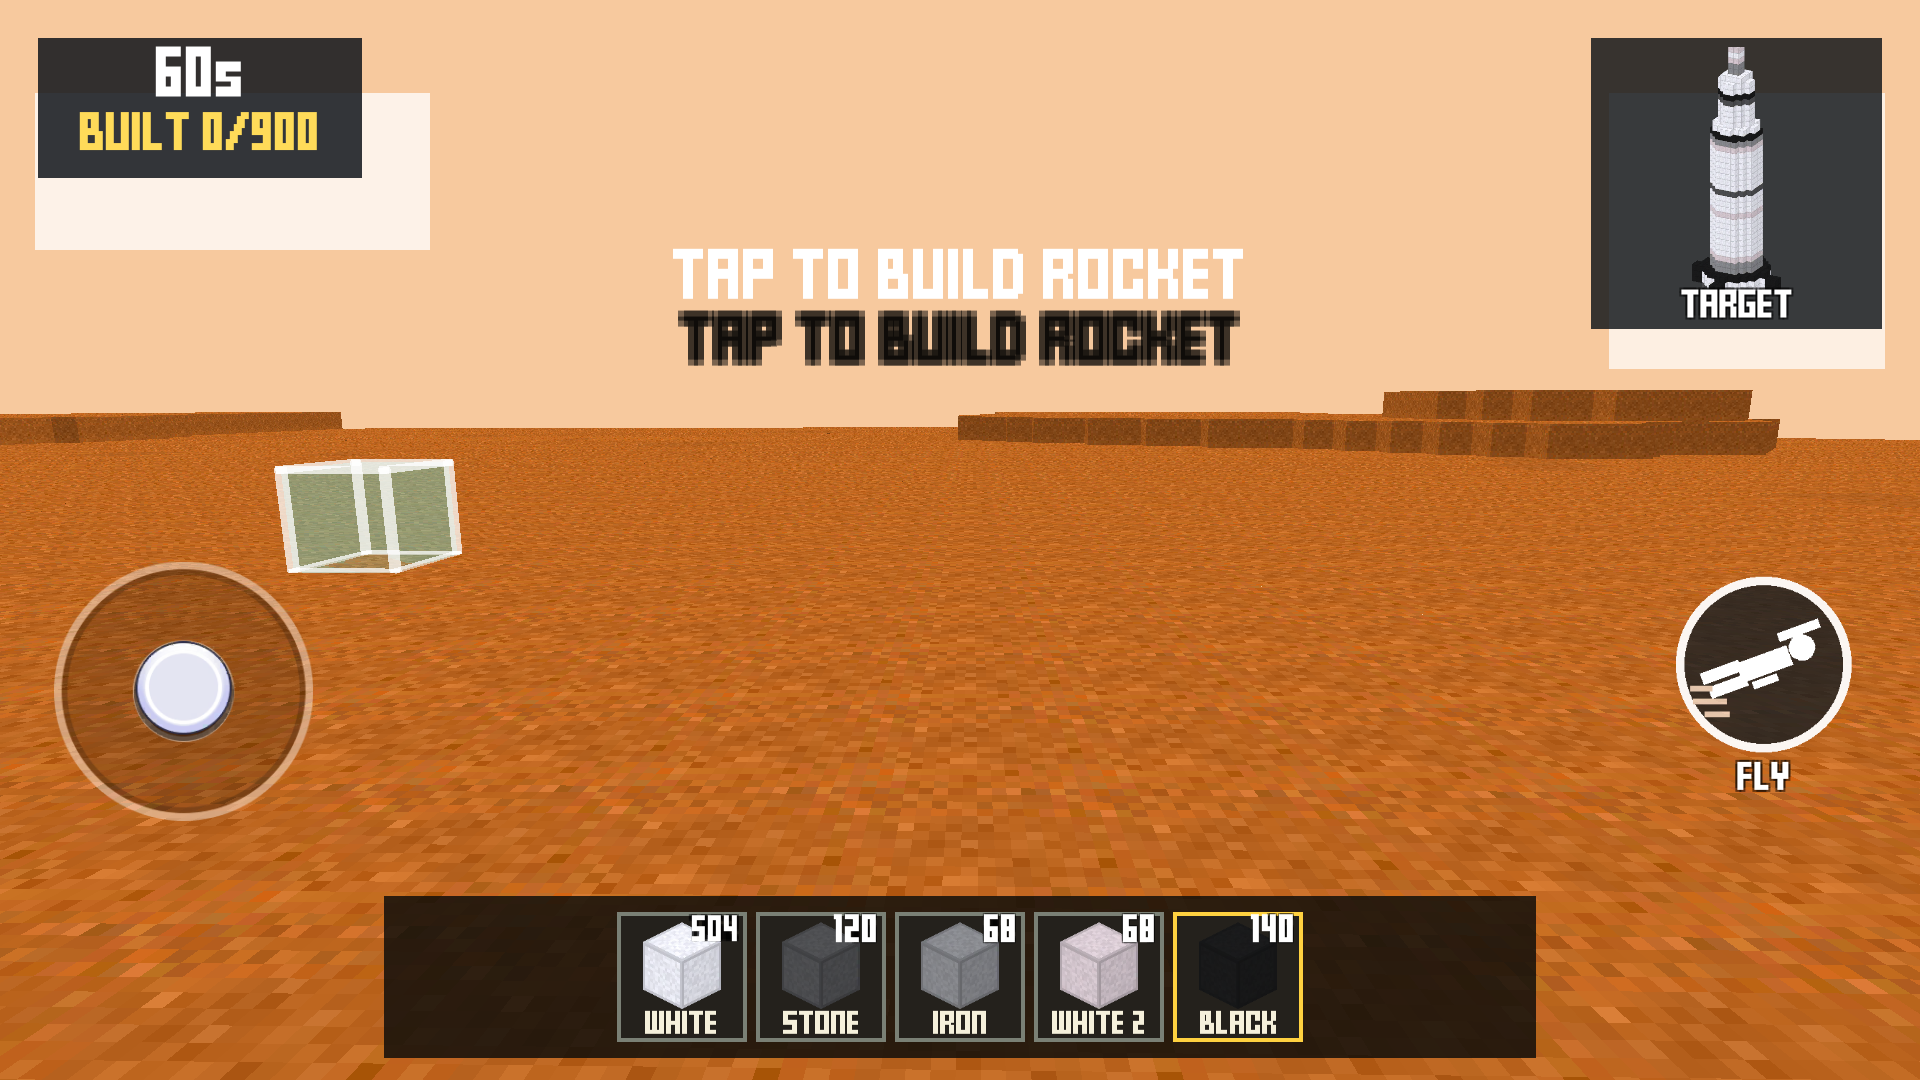 60s
BUILT 0/900
TARGET
TAP TO BUILD ROCKET
TAP TO BUILD ROCKET
FLY
504
120
68
68
140
WHITE
STONE
IRON
WHITE 2
BLACK